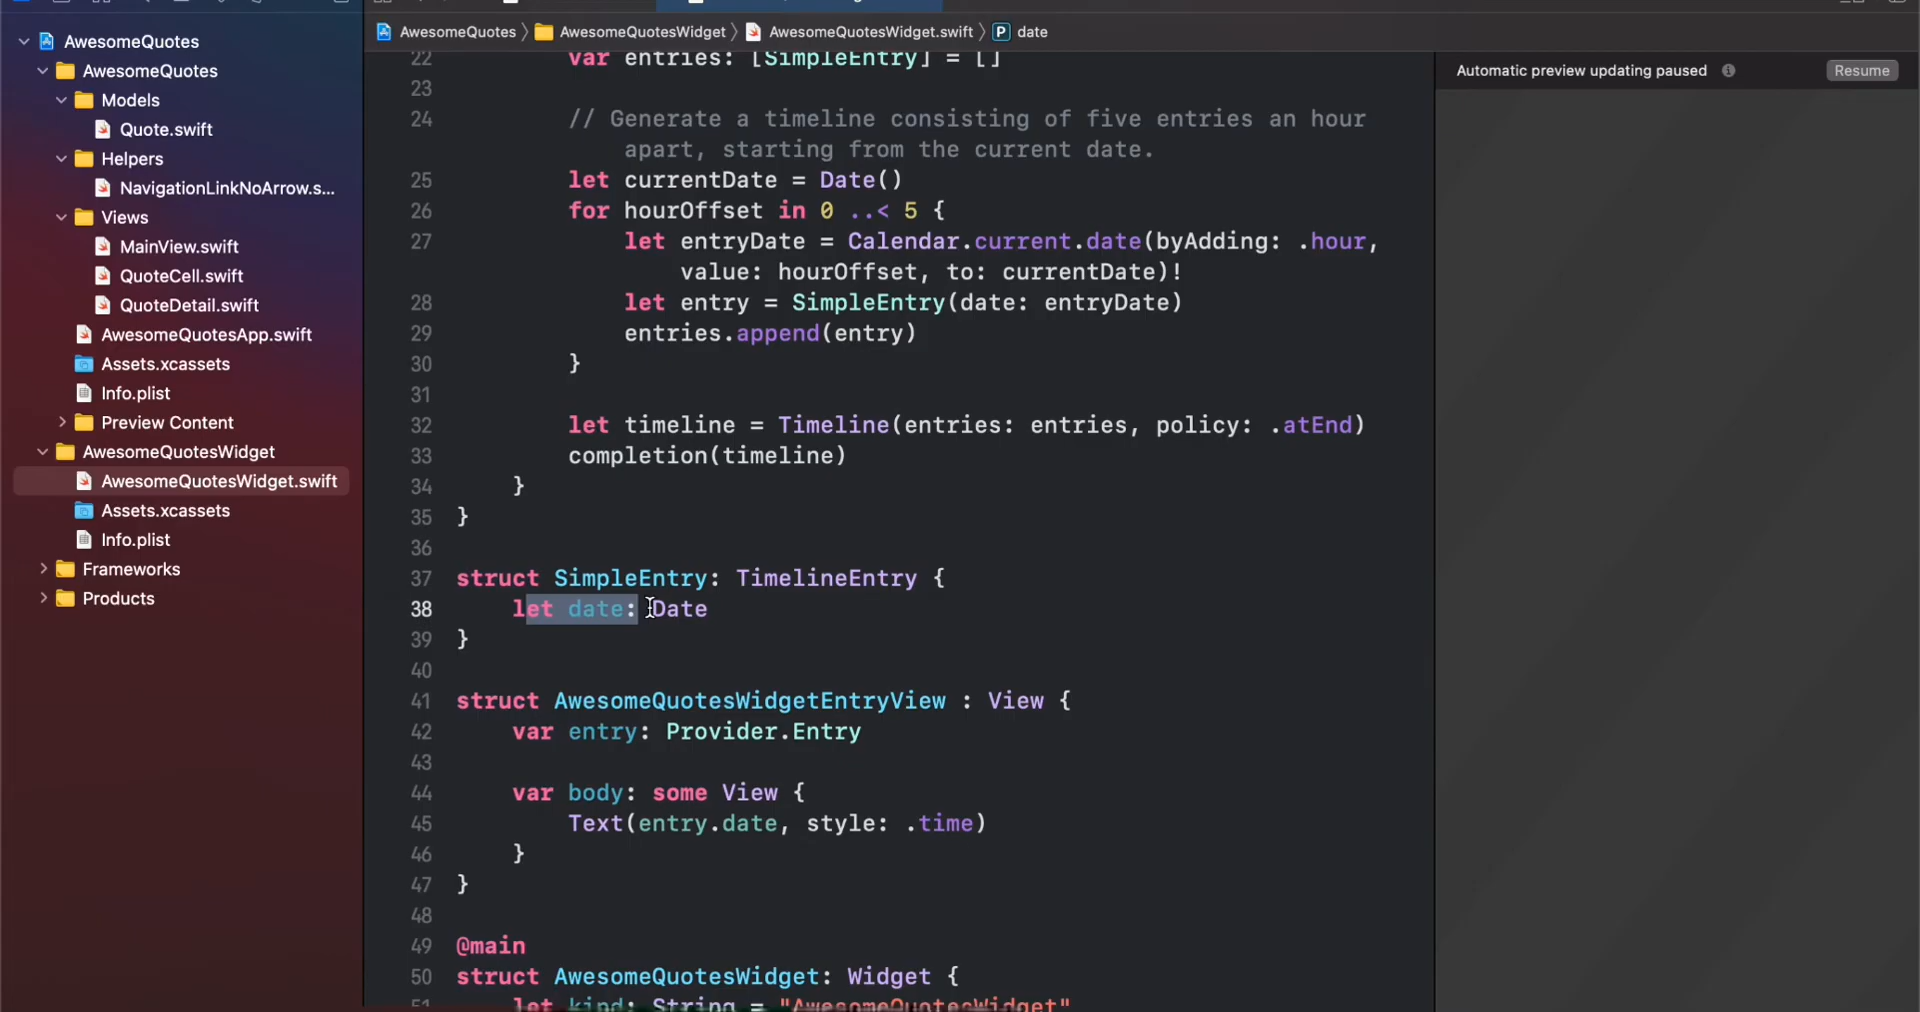 AwesomeQuotes
AwesomeQuotes
Models
Quote.swift
Helpers
NavigationLinkNoArrow.s...
Views
MainView.swift
QuoteCell.swift
QuoteDetail.swift
AwesomeQuotesApp.swift
Assets.xcassets
Info.plist
Preview Content
AwesomeQuotesWidget
AwesomeQuotesWidget.swift
Assets.xcassets
Info.plist
Frameworks
Products
AwesomeQuotes AwesomeQuotesWidget AwesomeQuotesWidget.swift P date
22 var entries: [SimpleEntry] = []
23
24 // Generate a timeline consisting of five entries an hour
apart, starting from the current date.
25 let currentDate = Date()
26 for hourOffset in 0 ..< 5 {
27 let entryDate = Calendar.current.date(byAdding: .hour,
value: hourOffset, to: currentDate)!
28 let entry = SimpleEntry(date: entryDate)
29 entries.append(entry)
30 }
31
32 let timeline = Timeline(entries: entries, policy: .atEnd)
33 completion(timeline)
34 }
35 }
36
37 struct SimpleEntry: TimelineEntry {
38 let date: Date
39 }
40
41 struct AwesomeQuotesWidgetEntryView : View {
42 var entry: Provider.Entry
43
44 var body: some View {
45 Text(entry.date, style: .time)
46 }
47 }
48
49 @main
50 struct AwesomeQuotesWidget: Widget {
51 let kind: String = "AwesomeQuotesWidget"
Automatic preview updating paused
Resume